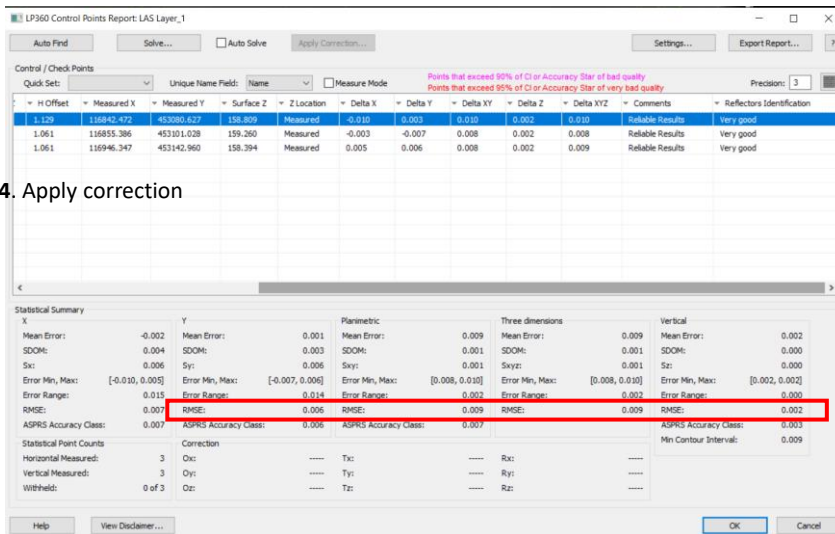 LP360 Control Points Report: LAS Layer_1
Auto Find Solve... Auto Solve Apply Correction... Settings... Export Report...
Control / Check Points
Quick Set: Unique Name Field: Name Measure Mode Points that exceed 90% of CI or Accuracy Star of bad quality
Points that exceed 95% of CI or Accuracy Star of very bad quality Precision: 3
H Offset Measured X Measured Y Surface Z Z Location Delta X Delta Y Delta XY Delta Z Delta XYZ Comments Reflectors Identification
1.129 116842.472 453080.627 158.809 Measured -0.010 0.003 0.010 0.002 0.010 Reliable Results Very good
1.061 116855.386 453101.028 159.260 Measured -0.003 -0.007 0.008 0.002 0.008 Reliable Results Very good
1.061 116946.347 453142.960 158.394 Measured 0.005 0.006 0.008 0.002 0.009 Reliable Results Very good
4. Apply correction
Statistical Summary
X Y Planimetric Three dimensions Vertical
Mean Error: -0.002 Mean Error: 0.001 Mean Error: 0.009 Mean Error: 0.009 Mean Error: 0.002
SDOM: 0.004 SDOM: 0.003 SDOM: 0.001 SDOM: 0.001 SDOM: 0.000
Sx: 0.006 Sy: 0.006 Sxy: 0.001 Sxyz: 0.001 Sz: 0.000
Error Min, Max: [-0.010, 0.005] Error Min, Max: [-0.007, 0.006] Error Min, Max: [0.008, 0.010] Error Min, Max: [0.008, 0.010] Error Min, Max: [0.002, 0.002]
Error Range: 0.015 Error Range: 0.014 Error Range: 0.002 Error Range: 0.002 Error Range: 0.000
RMSE: 0.007 RMSE: 0.006 RMSE: 0.009 RMSE: 0.009 RMSE: 0.002
ASPRS Accuracy Class: 0.007 ASPRS Accuracy Class: 0.006 ASPRS Accuracy Class: 0.007 ASPRS Accuracy Class: 0.003
Statistical Point Counts Correction Min Contour Interval: 0.009
Horizontal Measured: 3 Ox: ----- Tx: ----- Rx: -----
Vertical Measured: 3 Oy: ----- Ty: ----- Ry: -----
Withheld: 0 of 3 Oz: ----- Tz: ----- Rz: -----
Help View Disclaimer... OK Cancel